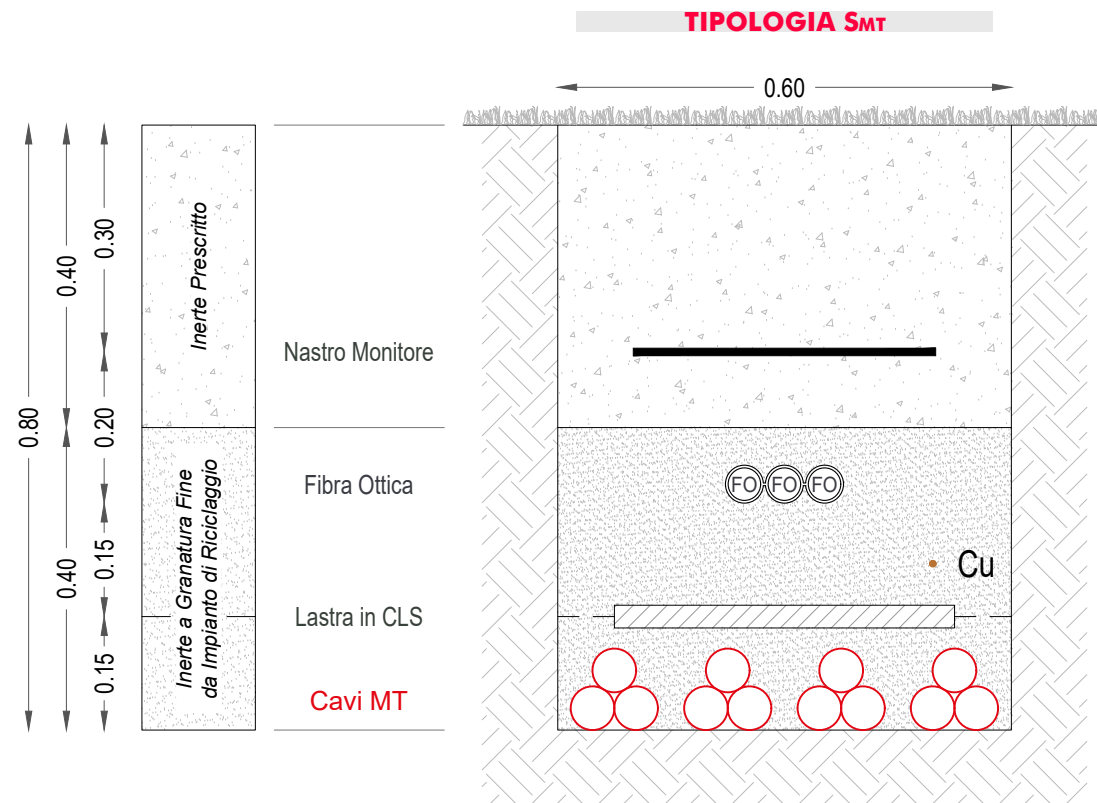 TIPOLOGIA SMT
0.60
0.80
0.40
0.40
0.30
0.20
0.15
0.15
Inerte Prescritto
Inerte a Granatura Fine
da Impianto di Riciclaggio
Nastro Monitore
Fibra Ottica
Lastra in CLS
Cavi MT
FO FO FO
Cu